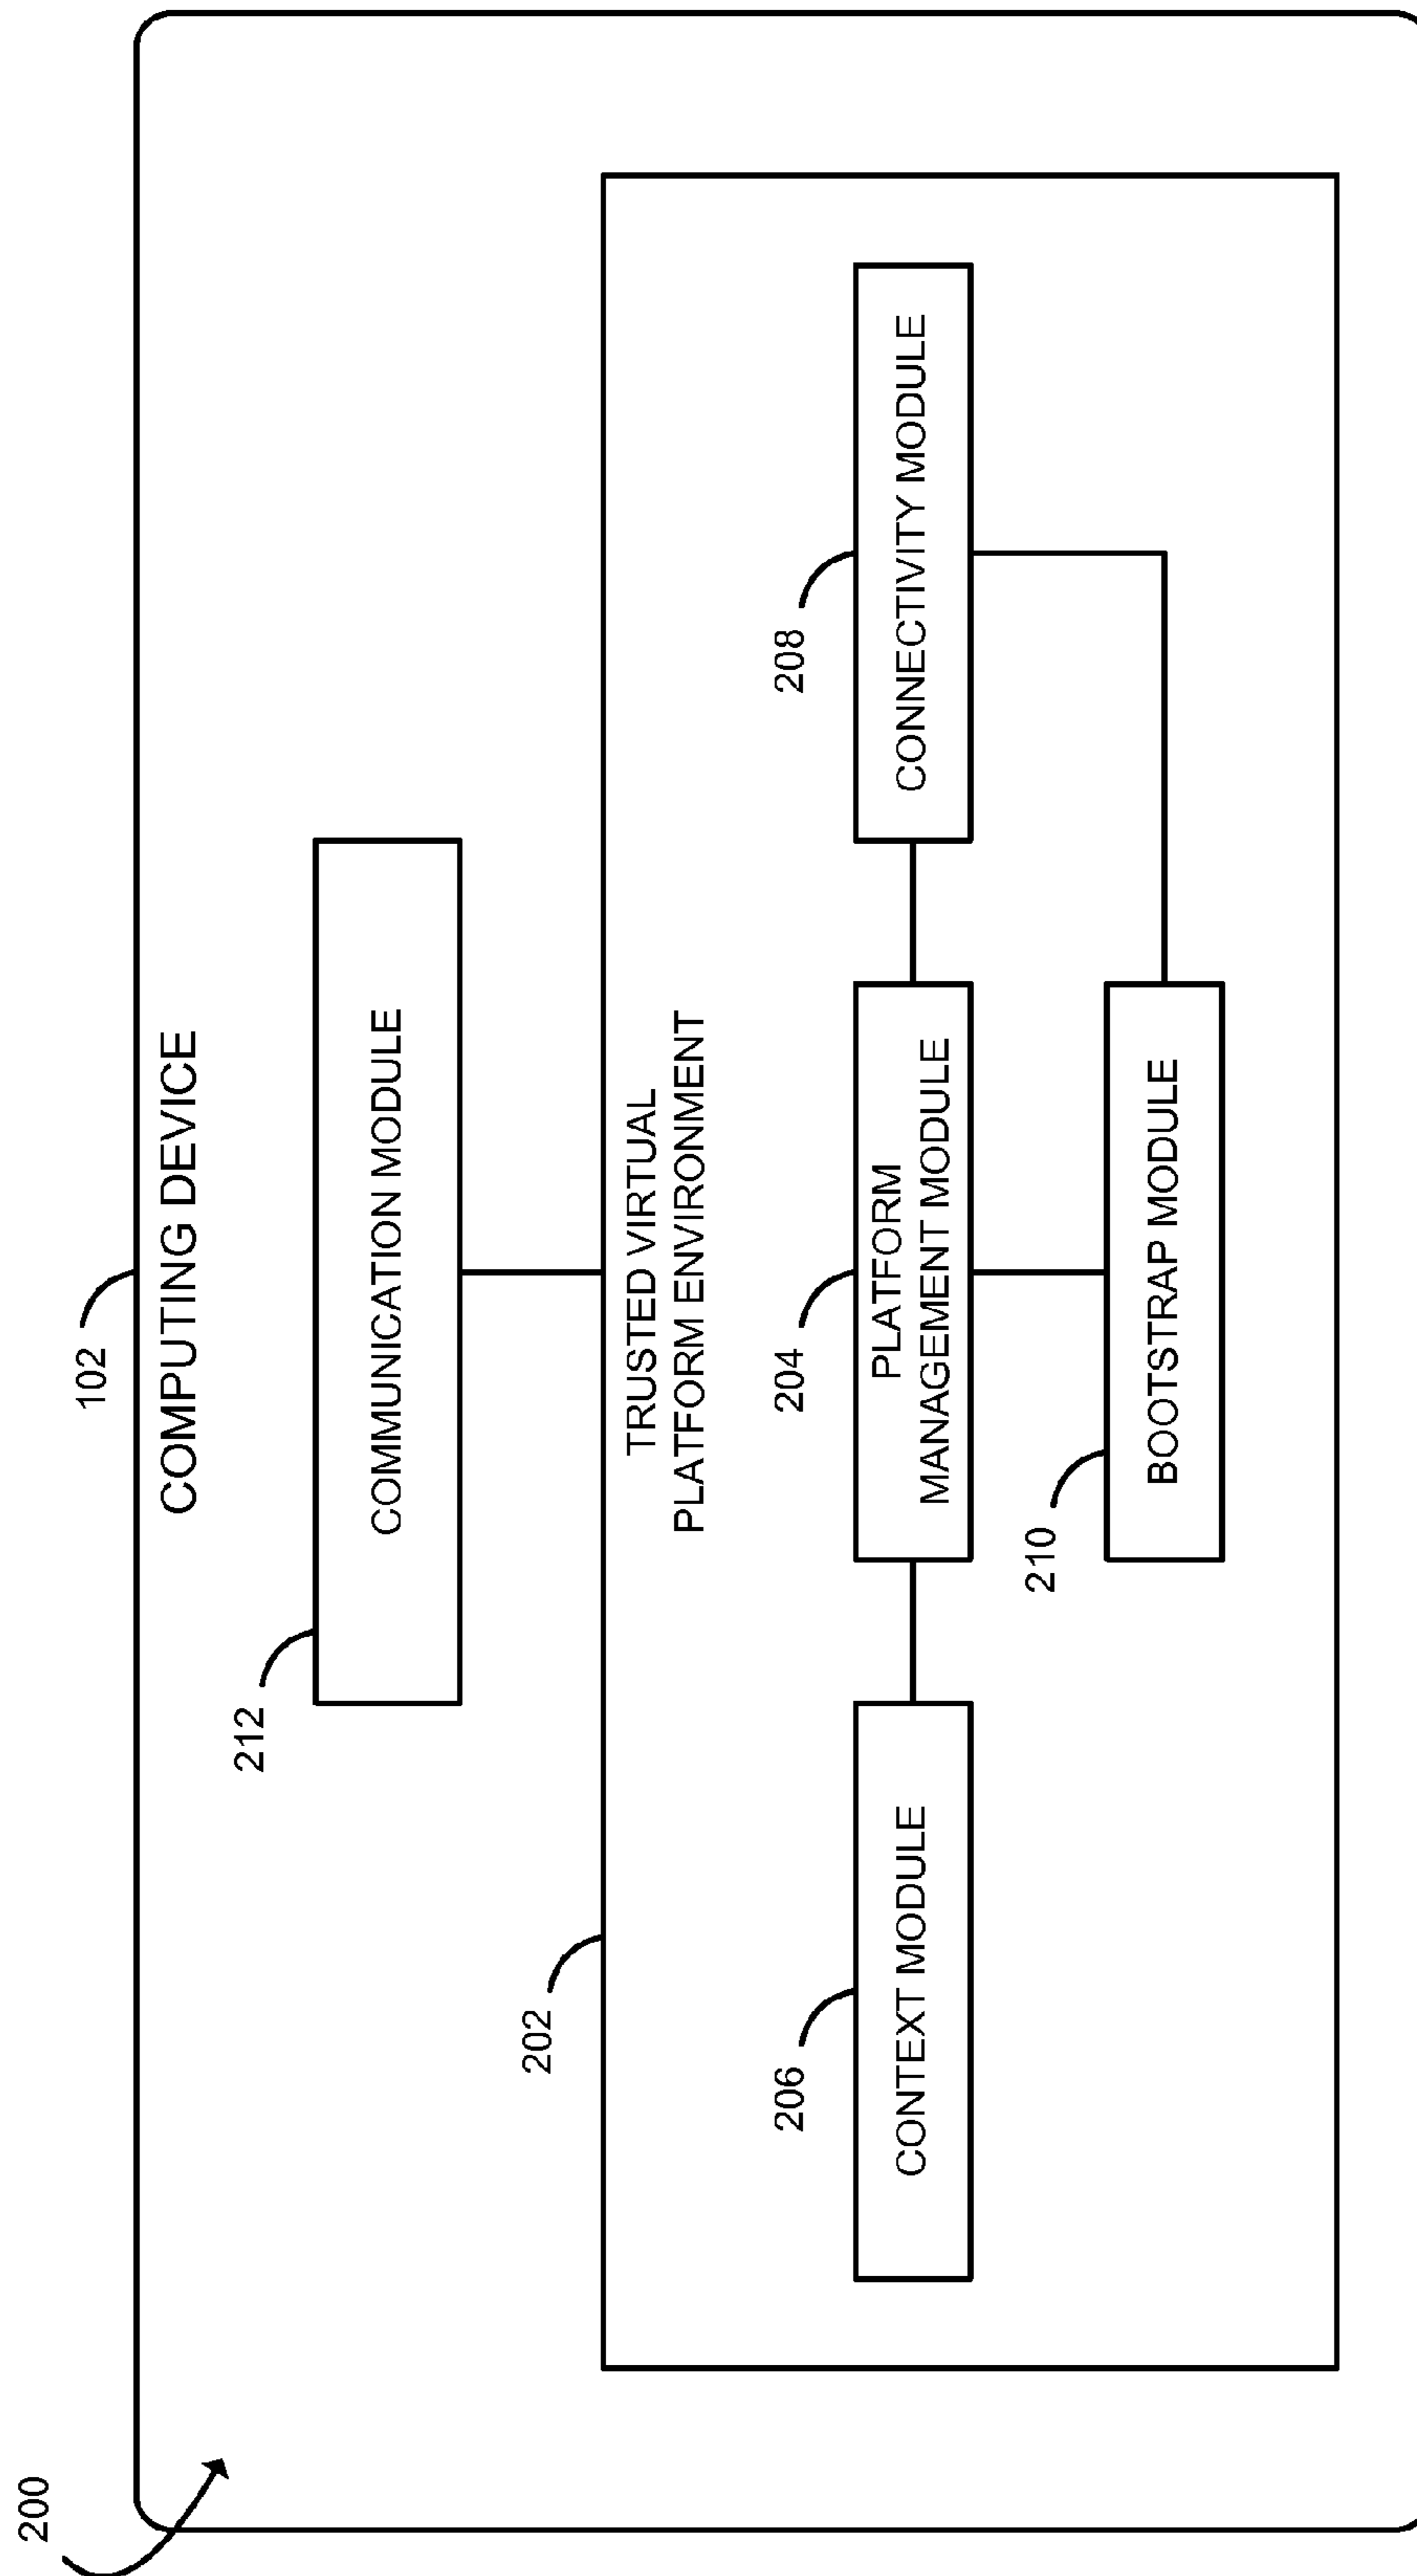 200
102
COMPUTING DEVICE
212
COMMUNICATION MODULE
202
TRUSTED VIRTUAL
PLATFORM ENVIRONMENT
206
CONTEXT MODULE
204
PLATFORM
MANAGEMENT MODULE
208
CONNECTIVITY MODULE
210
BOOTSTRAP MODULE